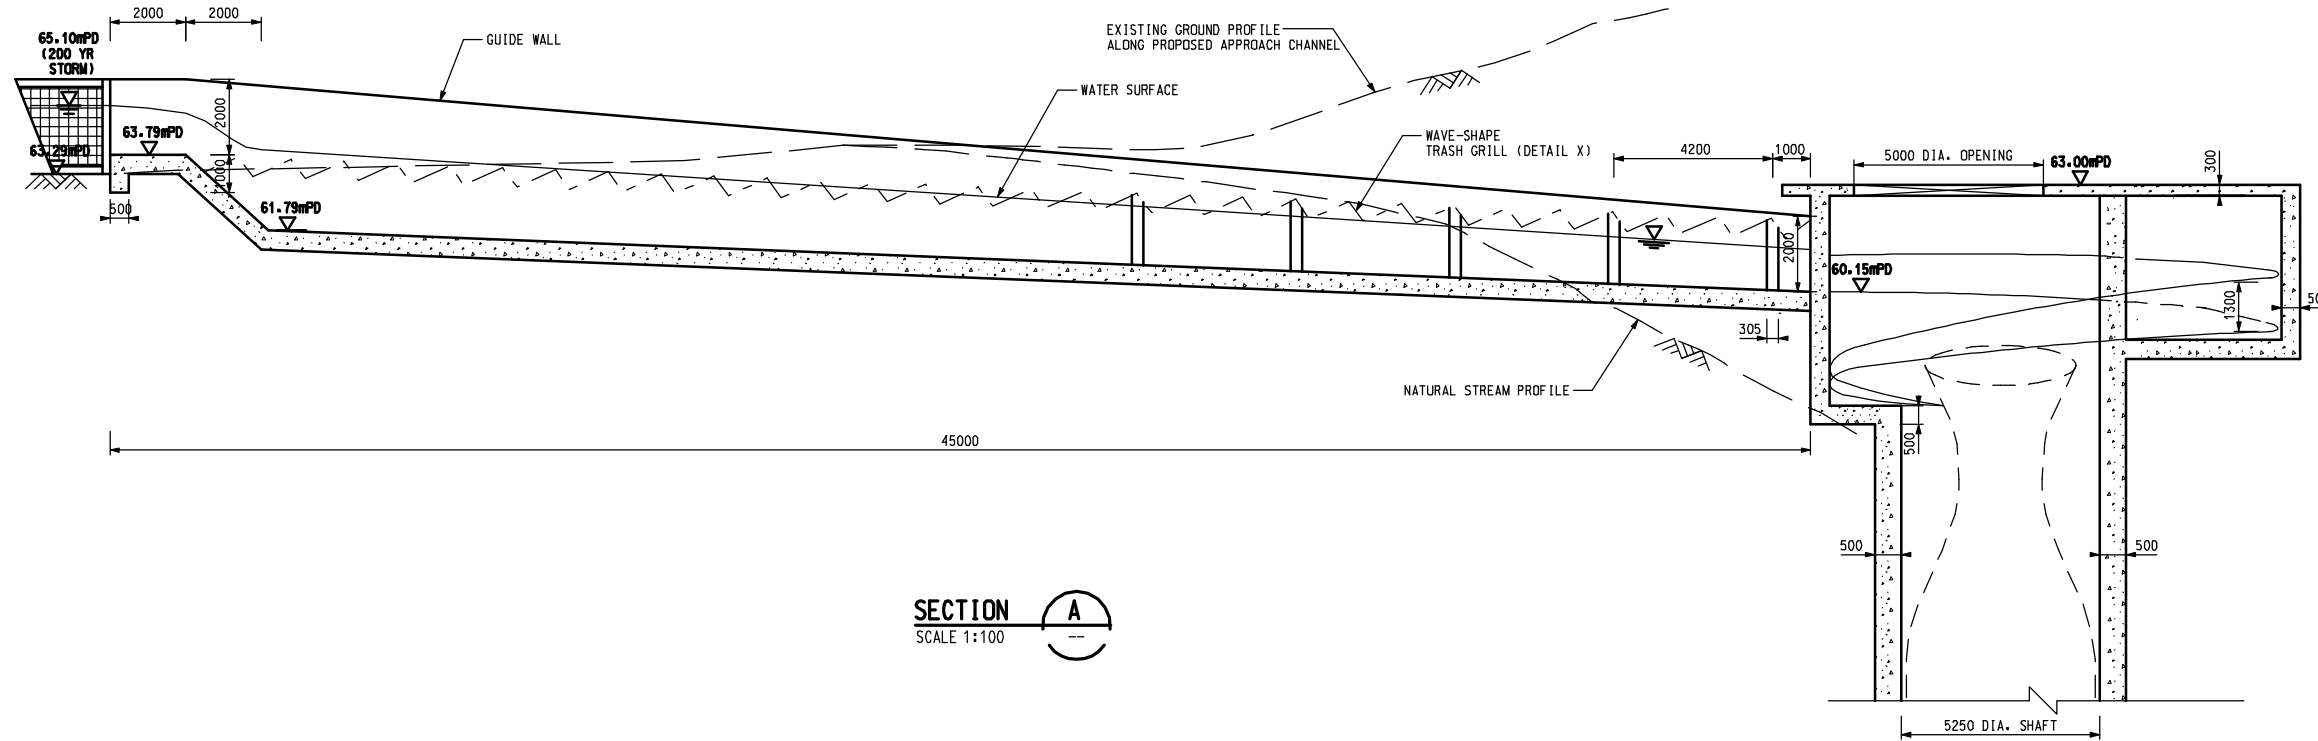 2000
2000
65.10mPD
(200 YR
STORM)
GUIDE WALL
EXISTING GROUND PROFILE
ALONG PROPOSED APPROACH CHANNEL
WATER SURFACE
2000
63.79mPD
63.29mPD
WAVE-SHAPE
TRASH GRILL (DETAIL X)
4200
1000
5000 DIA. OPENING
63.00mPD
300
1000
500
61.79mPD
2000
60.15mPD
1300
50
305
NATURAL STREAM PROFILE
45000
500
500
500
SECTION
A
SCALE 1:100
--
5250 DIA. SHAFT